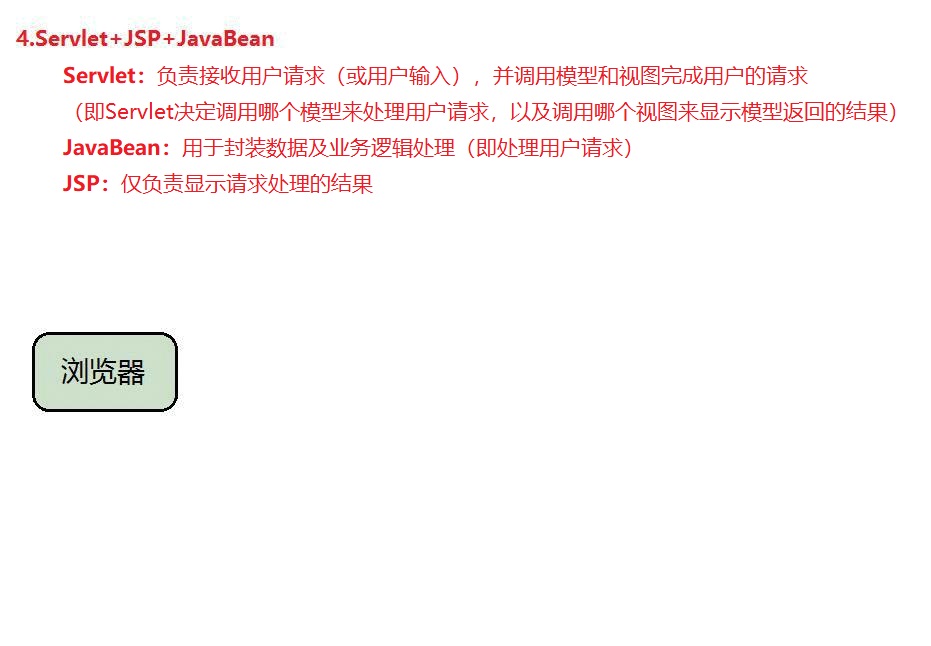 4.Servlet+JSP+JavaBean
Servlet：负责接收用户请求（或用户输入），并调用模型和视图完成用户的请求
（即Servlet决定调用哪个模型来处理用户请求，以及调用哪个视图来显示模型返回的结果）
JavaBean：用于封装数据及业务逻辑处理（即处理用户请求）
JSP：仅负责显示请求处理的结果
浏览器